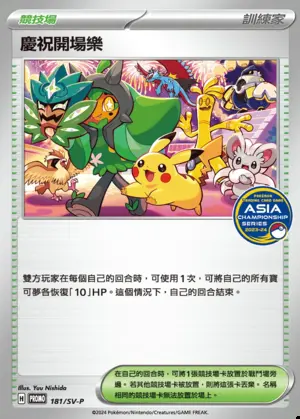 競技場
訓練家
慶祝開場樂
POKÉMON
TRADING CARD GAME
ASIA
CHAMPIONSHIP
SERIES
2023-24
雙方玩家在每個自己的回合時，可使用1次，可將自己的所有寶
可夢各恢復「10」HP。這個情況下，自己的回合結束。
Illus. You Nishida
H PROMO 181/SV-P
在自己的回合時，可將1張競技場卡放置於戰鬥場旁
邊。若其他競技場卡被放置，則將這張卡丟棄。名稱
相同的競技場卡無法放置於場上。
©2024 Pokémon/Nintendo/Creatures/GAME FREAK.